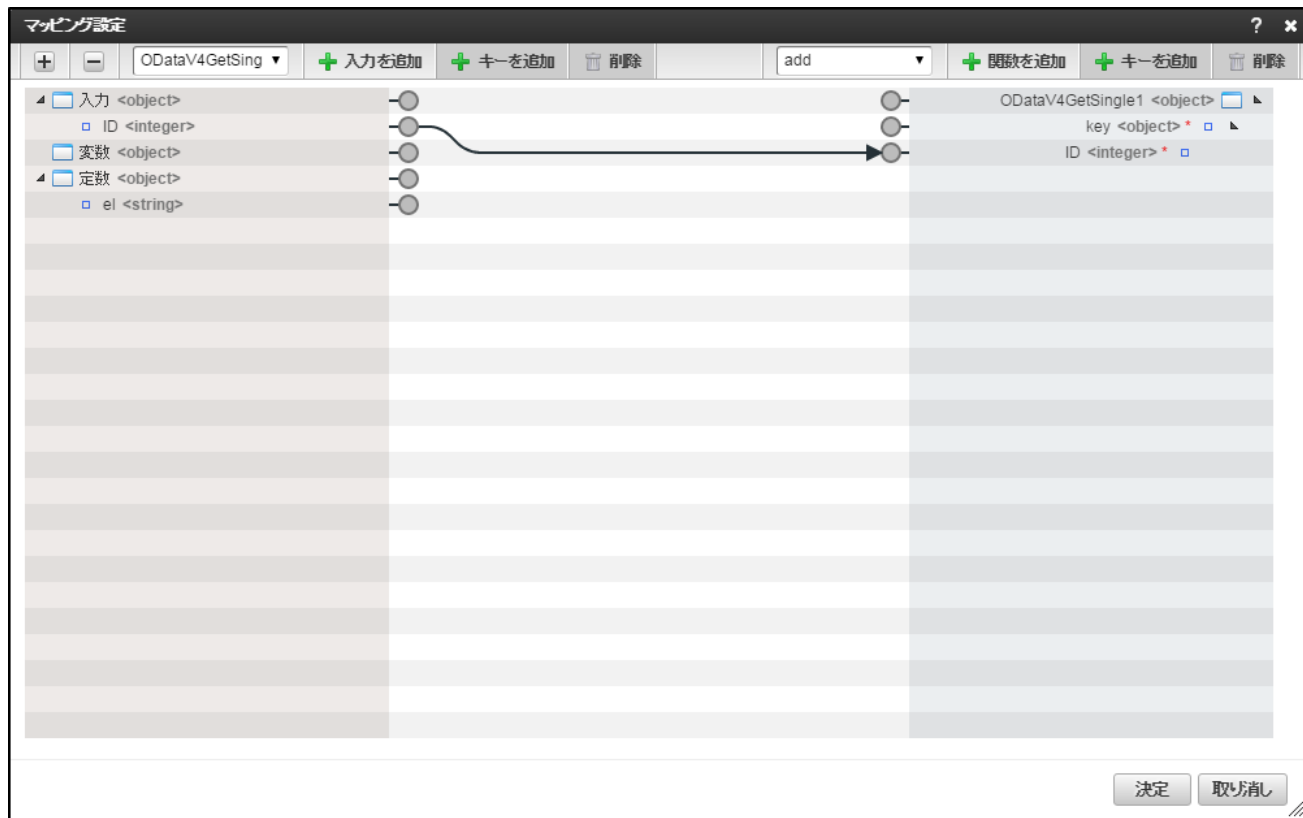 マッピング設定 ? ×
+ − ODataV4GetSing ▼ 入力を追加 キーを追加 削除 add ▼ 関数を追加 キーを追加 削除
入力 <object> ODataV4GetSingle1 <object>
ID <integer> key <object> *
変数 <object> ID <integer> *
定数 <object>
el <string>
決定 取り消し